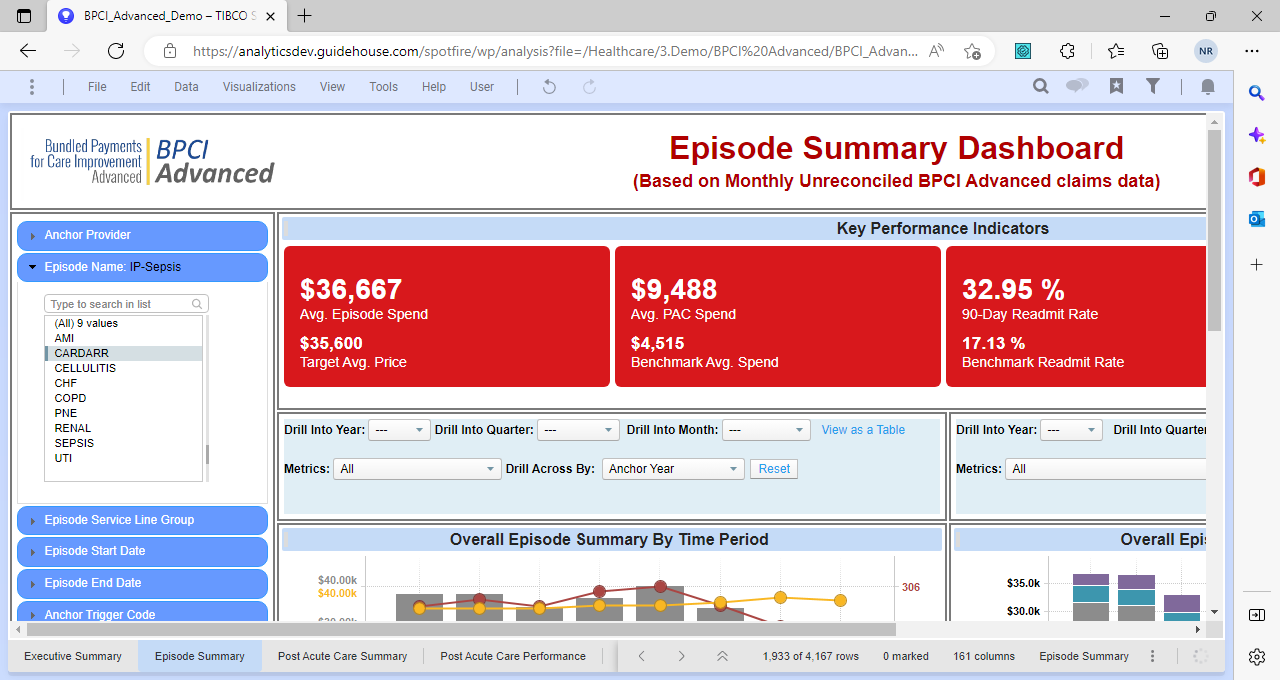 BPCI_Advanced_Demo – TIBCO S
https://analyticsdev.guidehouse.com/spotfire/wp/analysis?file=/Healthcare/3.Demo/BPCI%20Advanced/BPCI_Advan...
NR
File Edit Data Visualizations View Tools Help User
Bundled Payments
for Care Improvement
Advanced
BPCI
Advanced
Episode Summary Dashboard
(Based on Monthly Unreconciled BPCI Advanced claims data)
Anchor Provider
Episode Name: IP-Sepsis
Type to search in list
(All) 9 values
AMI
CARDARR
CELLULITIS
CHF
COPD
PNE
RENAL
SEPSIS
UTI
Episode Service Line Group
Episode Start Date
Episode End Date
Anchor Trigger Code
Key Performance Indicators
$36,667
Avg. Episode Spend
$35,600
Target Avg. Price
$9,488
Avg. PAC Spend
$4,515
Benchmark Avg. Spend
32.95 %
90-Day Readmit Rate
17.13 %
Benchmark Readmit Rate
Drill Into Year: --- Drill Into Quarter: --- Drill Into Month: --- View as a Table
Metrics: All Drill Across By: Anchor Year Reset
Drill Into Year: --- Drill Into Quarter
Metrics: All
Overall Episode Summary By Time Period
$40.00k
$40.00k
306
Overall Epis
$35.0k
$30.0k
Executive Summary Episode Summary Post Acute Care Summary Post Acute Care Performance 1,933 of 4,167 rows 0 marked 161 columns Episode Summary